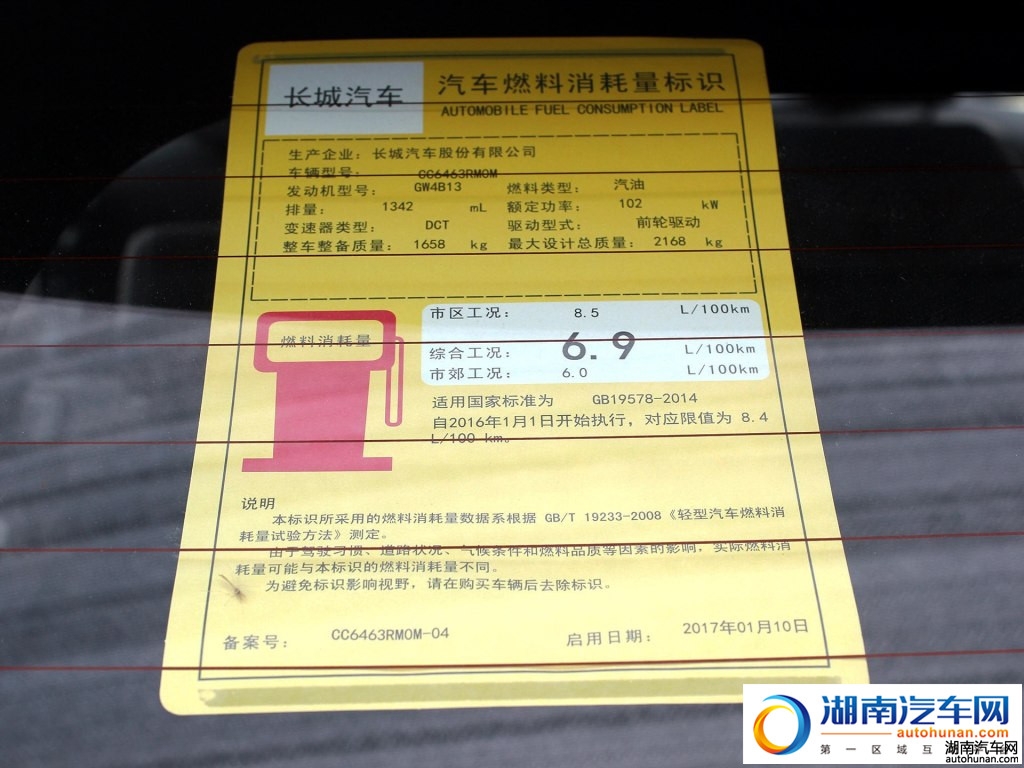 长城汽车
汽车燃料消耗量标识
AUTOMOBILE FUEL CONSUMPTION LABEL
生产企业：长城汽车股份有限公司
车辆型号： CC6463RM0M
发动机型号： GW4B13 燃料类型： 汽油
排量： 1342 mL 额定功率： 102 kW
变速器类型： DCT 驱动型式： 前轮驱动
整车整备质量： 1658 kg 最大设计总质量： 2168 kg
燃料消耗量
市区工况： 8.5 L/100km
综合工况： 6.9 L/100km
市郊工况： 6.0 L/100km
适用国家标准为 GB19578-2014
自2016年1月1日开始执行，对应限值为 8.4
L/100 km。
说明
本标识所采用的燃料消耗量数据系根据 GB/T 19233-2008《轻型汽车燃料消
耗量试验方法》测定。
由于驾驶习惯、道路状况、气候条件和燃料品质等因素的影响，实际燃料消
耗量可能与本标识的燃料消耗量不同。
为避免标识影响视野，请在购买车辆后去除标识。
备案号： CC6463RM0M-04 启用日期： 2017年01月10日
湖南汽车网
autohunan.com
第一区域互
湖南汽车网
autohunan.com